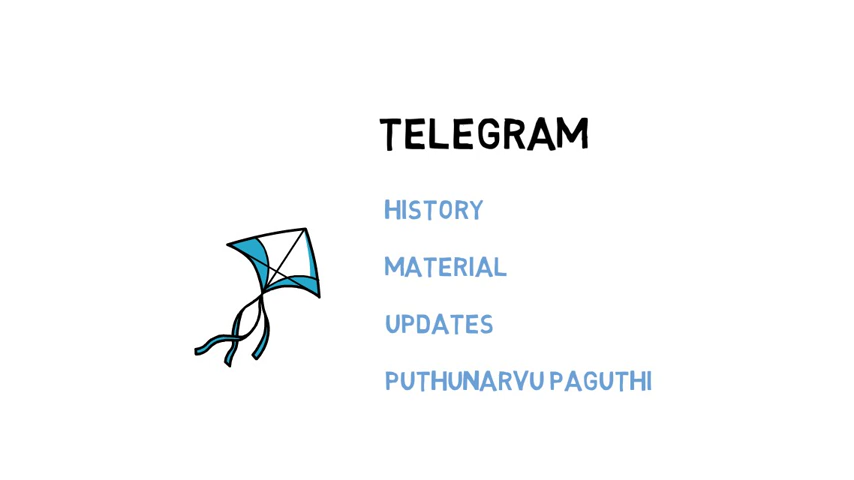 TELEGRAM
HISTORY
MATERIAL
UPDATES
PUTHUNARVU PAGUTHI